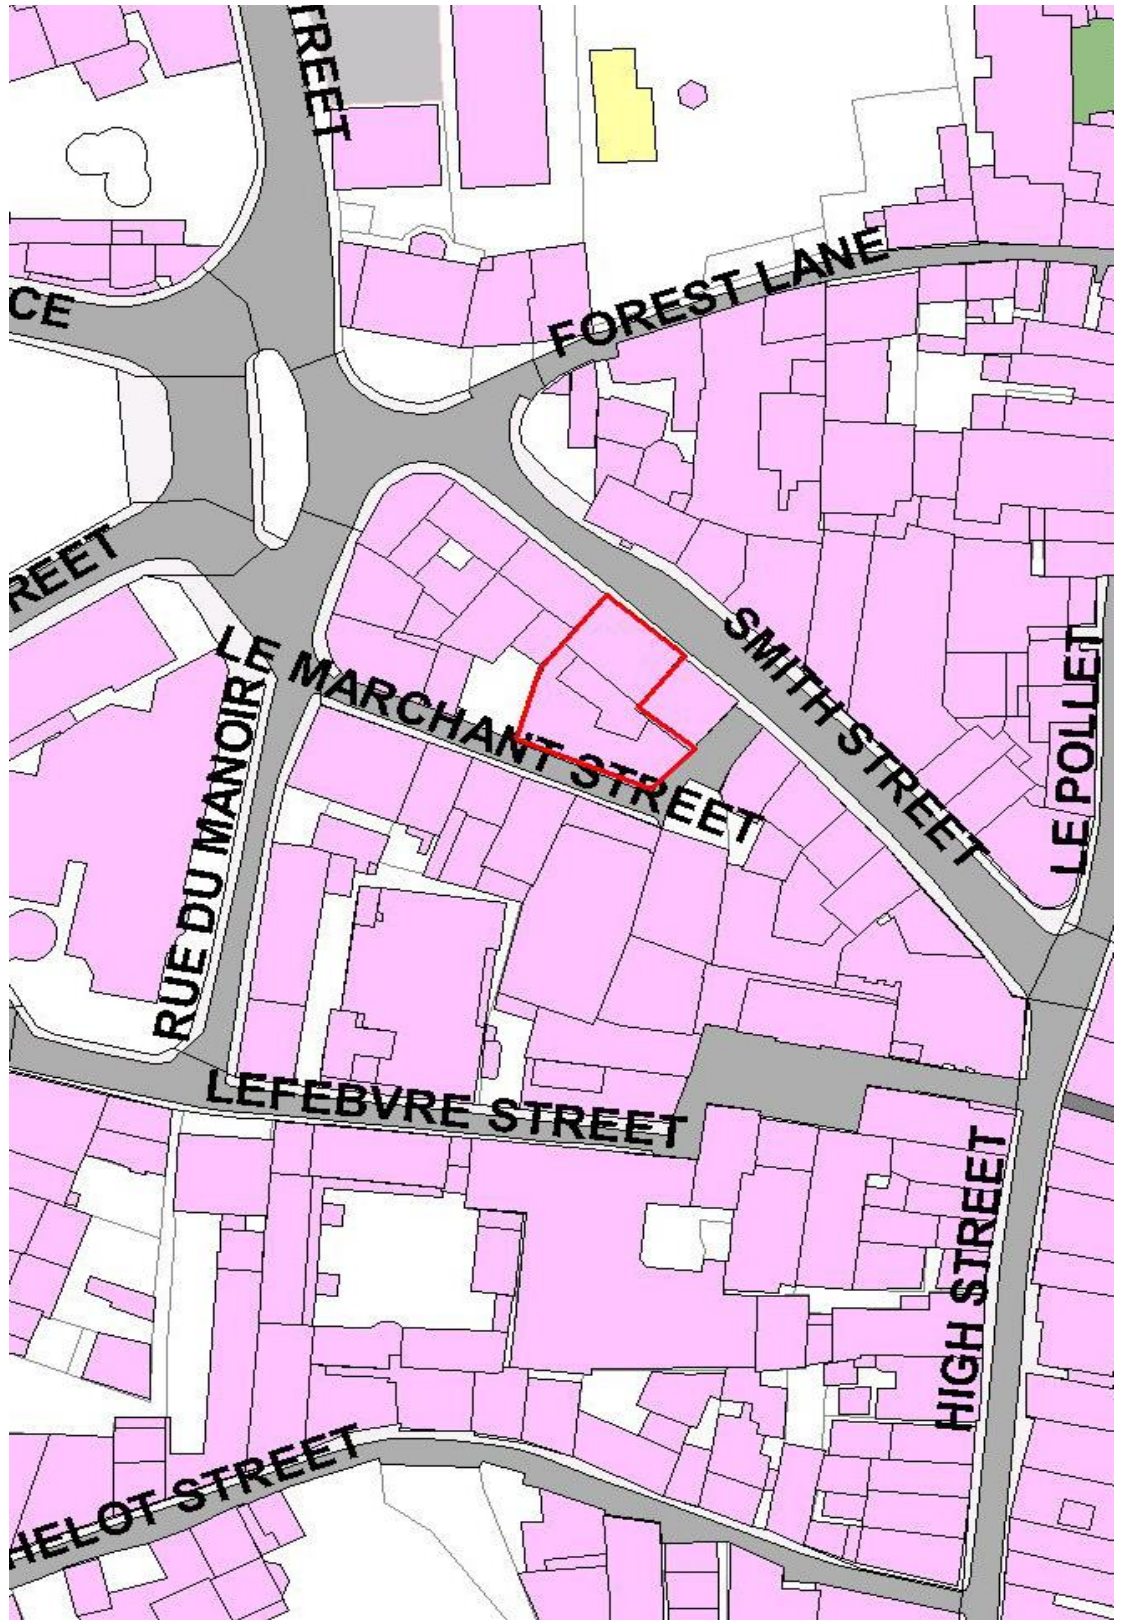 TREET
FOREST LANE
CE
REET
LE MARCHANT STREET
SMITH STREET
LE POLLET
RUE DU MANOIRE
LEFEBVRE STREET
HIGH STREET
HELOT STREET